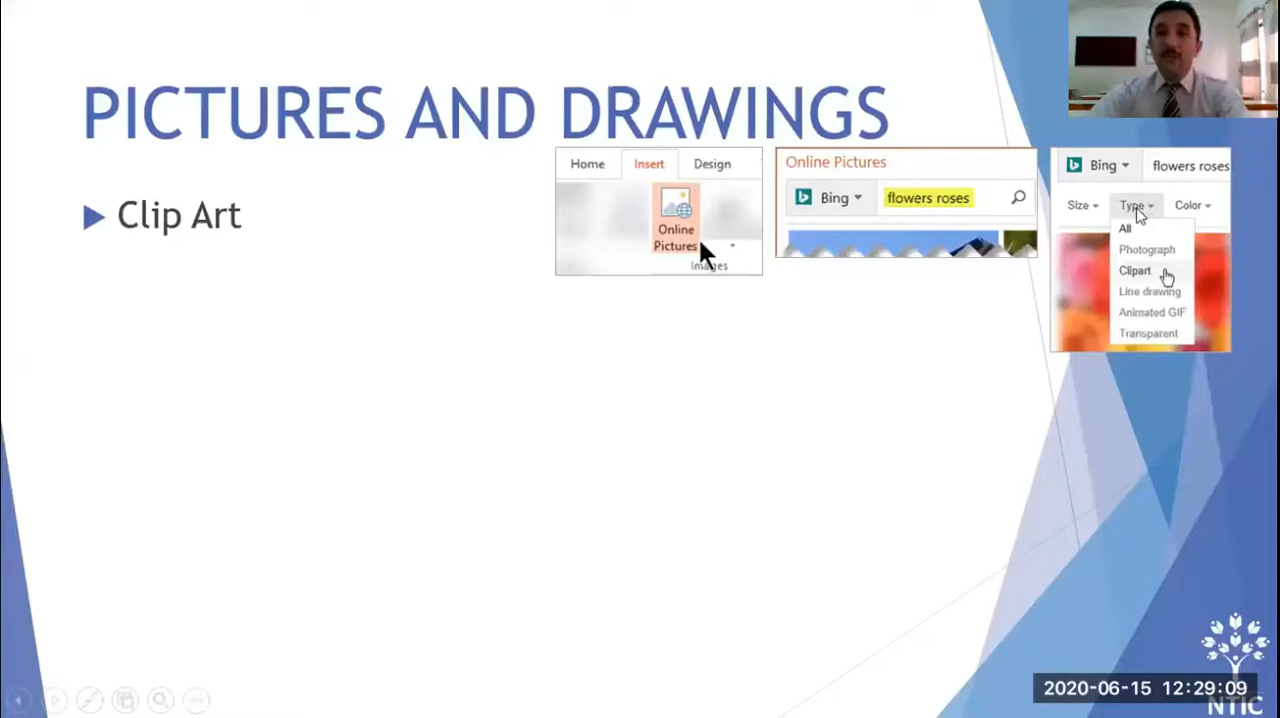 PICTURES AND DRAWINGS
Clip Art
Home Insert Design
Online
Pictures
Images
Online Pictures
Bing flowers roses
Bing flowers roses
Size Type Color
All
Photograph
Clipart
Line drawing
Animated GIF
Transparent
2020-06-15 12:29:09
NTIC